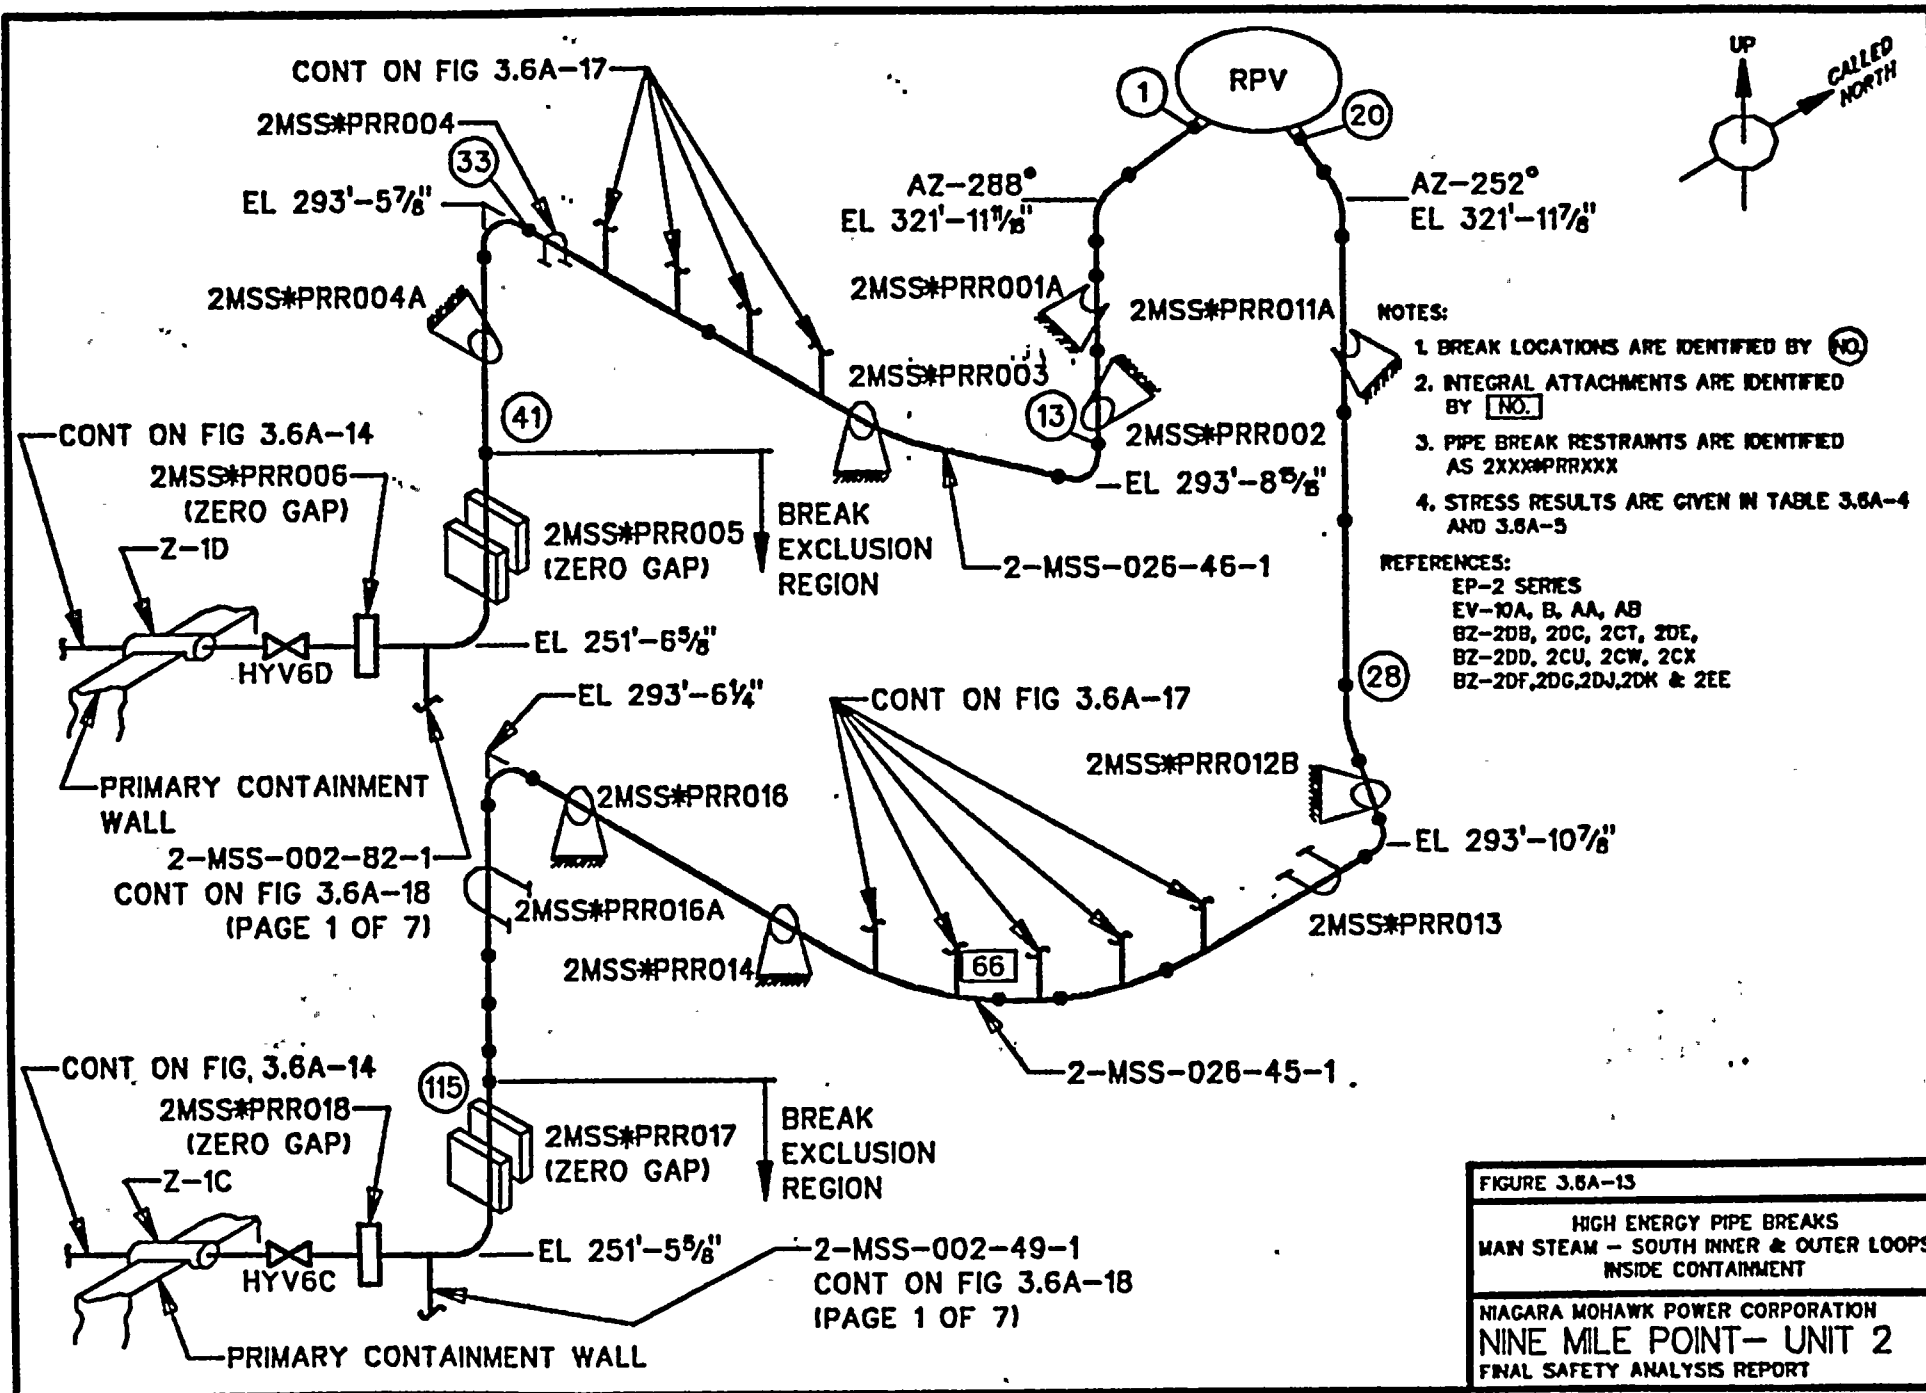 CONT ON FIG 3.6A-17
2MSS*PRR004
33
EL 293'-5⅞"
2MSS*PRR004A
RPV
1
20
AZ-288°
EL 321'-11 11/16"
AZ-252°
EL 321'-11⅞"
UP
CALLED
NORTH
2MSS*PRR001A
2MSS*PRR011A
2MSS*PRR003
13
2MSS*PRR002
EL 293'-8 15/16"
41
CONT ON FIG 3.6A-14
2MSS*PRR006
(ZERO GAP)
Z-1D
2MSS*PRR005
(ZERO GAP)
BREAK
EXCLUSION
REGION
2-MSS-026-46-1
HYV6D
EL 251'-6⅝"
PRIMARY CONTAINMENT
WALL
2-MSS-002-82-1
CONT ON FIG 3.6A-18
(PAGE 1 OF 7)
NOTES:
1. BREAK LOCATIONS ARE IDENTIFIED BY NO.
2. INTEGRAL ATTACHMENTS ARE IDENTIFIED
BY NO.
3. PIPE BREAK RESTRAINTS ARE IDENTIFIED
AS 2XXX*PRRXXX
4. STRESS RESULTS ARE GIVEN IN TABLE 3.6A-4
AND 3.6A-5
REFERENCES:
EP-2 SERIES
EV-10A, B, AA, AB
BZ-2DB, 2DC, 2CT, 2DE,
BZ-2DD, 2CU, 2CW, 2CX
BZ-2DF,2DG,2DJ,2DK & 2EE
EL 293'-6¼"
CONT ON FIG 3.6A-17
28
2MSS*PRR012B
EL 293'-10⅞"
2MSS*PRR016
2MSS*PRR016A
2MSS*PRR014
66
2MSS*PRR013
2-MSS-026-45-1
CONT ON FIG. 3.6A-14
115
2MSS*PRR018
(ZERO GAP)
Z-1C
2MSS*PRR017
(ZERO GAP)
BREAK
EXCLUSION
REGION
HYV6C
EL 251'-5⅝"
2-MSS-002-49-1
CONT ON FIG 3.6A-18
(PAGE 1 OF 7)
PRIMARY CONTAINMENT WALL
FIGURE 3.6A-13
HIGH ENERGY PIPE BREAKS
MAIN STEAM - SOUTH INNER & OUTER LOOPS
INSIDE CONTAINMENT
NIAGARA MOHAWK POWER CORPORATION
NINE MILE POINT- UNIT 2
FINAL SAFETY ANALYSIS REPORT